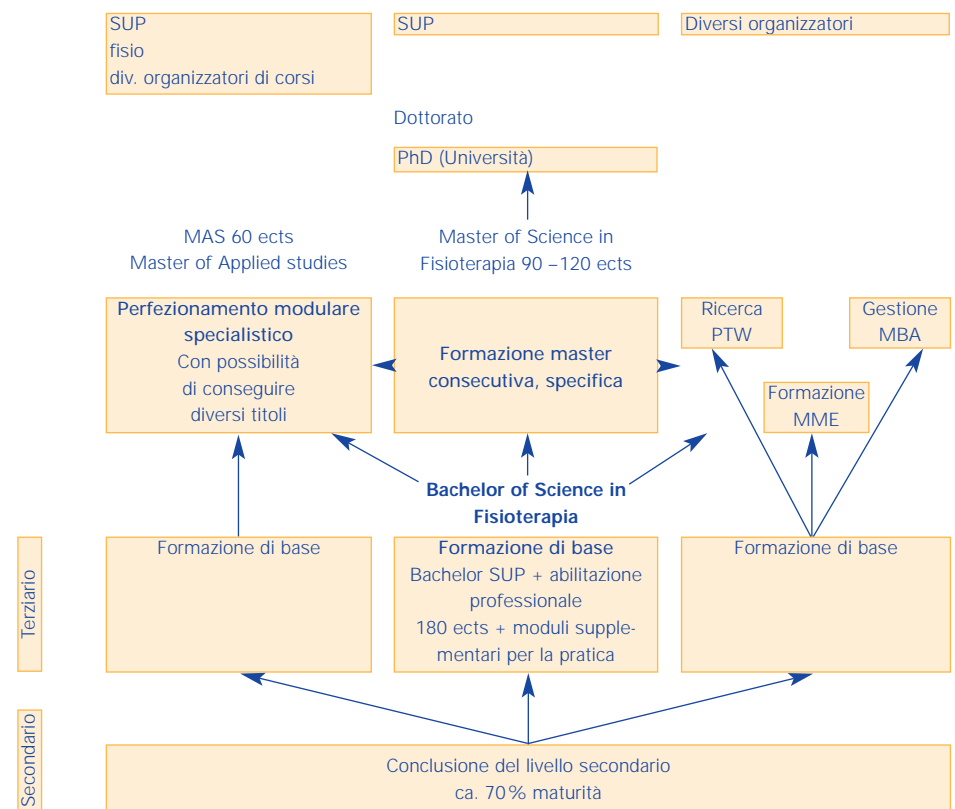 SUP
fisio
div. organizzatori di corsi
SUP
Diversi organizzatori
Dottorato
PhD (Università)
MAS 60 ects
Master of Applied studies
Master of Science in
Fisioterapia 90 –120 ects
Perfezionamento modulare
specialistico
Con possibilità
di conseguire
diversi titoli
Formazione master
consecutiva, specifica
Ricerca
PTW
Gestione
MBA
Formazione
MME
Bachelor of Science in
Fisioterapia
Terziario
Formazione di base
Formazione di base
Bachelor SUP + abilitazione
professionale
180 ects + moduli supple-
mentari per la pratica
Formazione di base
Secondario
Conclusione del livello secondario
ca. 70% maturità